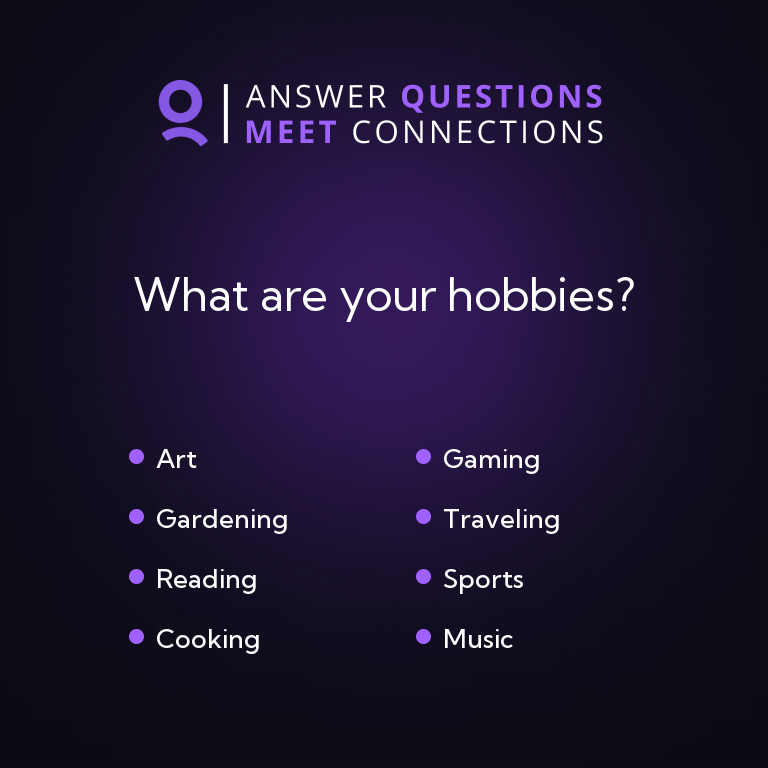 ANSWER QUESTIONS
MEET CONNECTIONS
What are your hobbies?
Art
Gardening
Reading
Cooking
Gaming
Traveling
Sports
Music